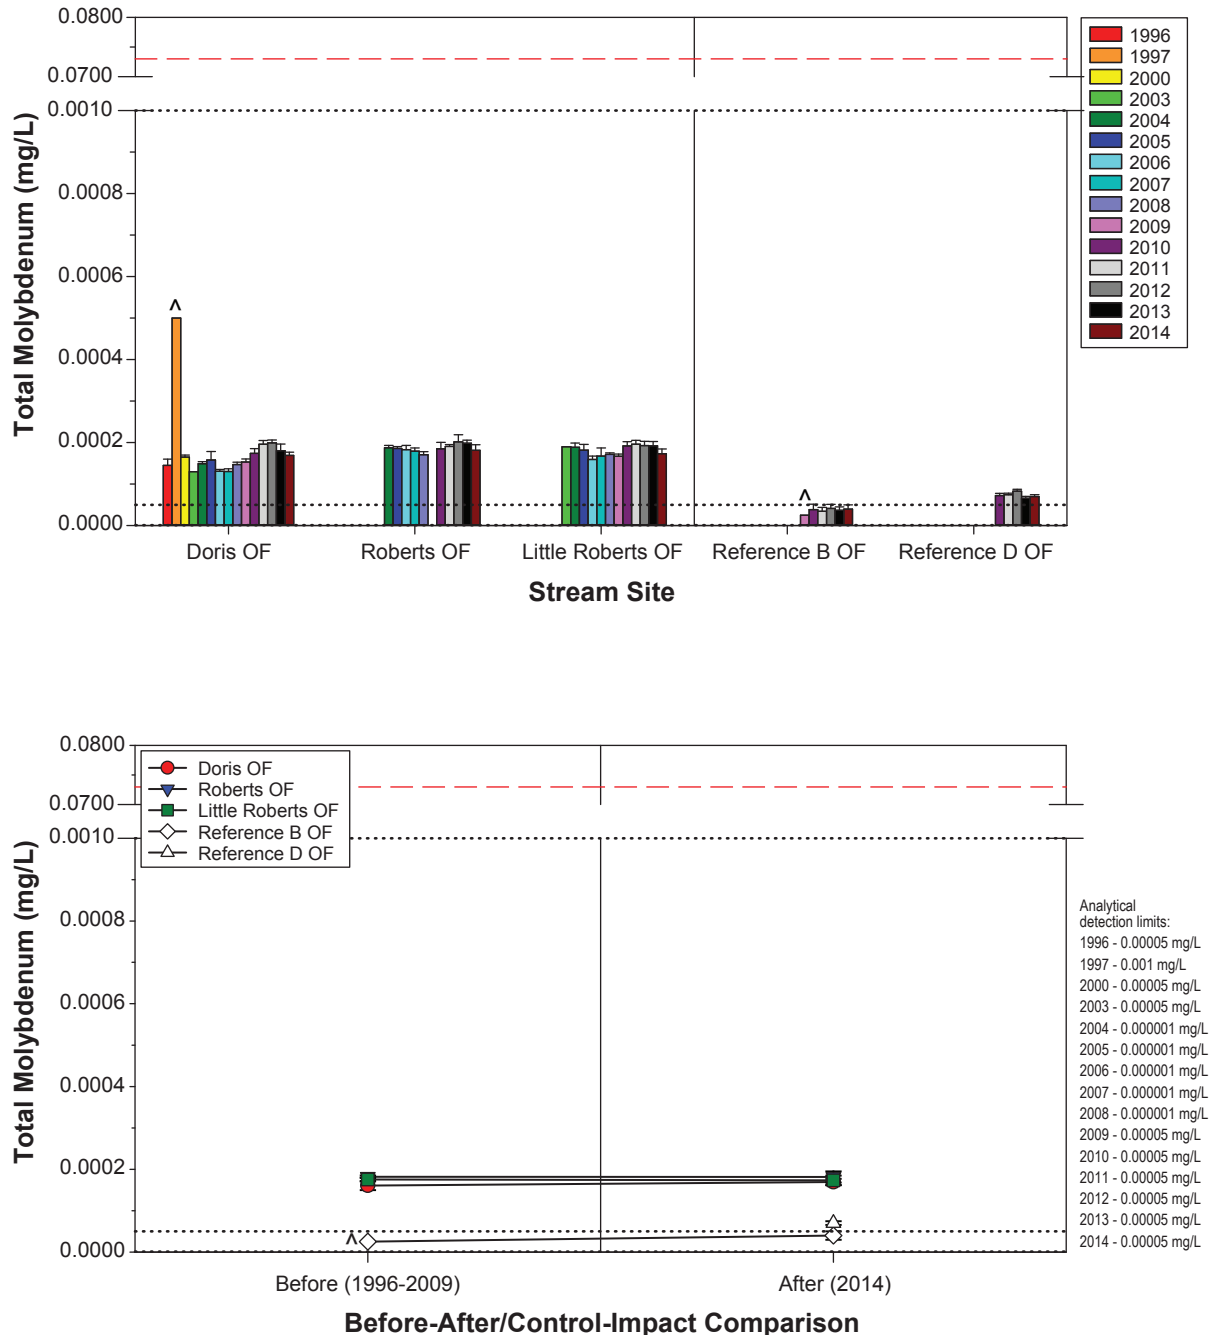 0.0800
0.0700
0.0010
0.0008
0.0006
0.0004
0.0002
0.0000
Total Molybdenum (mg/L)
^
^
Doris OF
Roberts OF
Little Roberts OF
Reference B OF
Reference D OF
Stream Site
1996
1997
2000
2003
2004
2005
2006
2007
2008
2009
2010
2011
2012
2013
2014
0.0800
0.0700
0.0010
0.0008
0.0006
0.0004
0.0002
0.0000
Total Molybdenum (mg/L)
Doris OF
Roberts OF
Little Roberts OF
Reference B OF
Reference D OF
^
Before (1996-2009)
After (2014)
Before-After/Control-Impact Comparison
Analytical
detection limits:
1996 - 0.00005 mg/L
1997 - 0.001 mg/L
2000 - 0.00005 mg/L
2003 - 0.00005 mg/L
2004 - 0.000001 mg/L
2005 - 0.000001 mg/L
2006 - 0.000001 mg/L
2007 - 0.000001 mg/L
2008 - 0.000001 mg/L
2009 - 0.00005 mg/L
2010 - 0.00005 mg/L
2011 - 0.00005 mg/L
2012 - 0.00005 mg/L
2013 - 0.00005 mg/L
2014 - 0.00005 mg/L